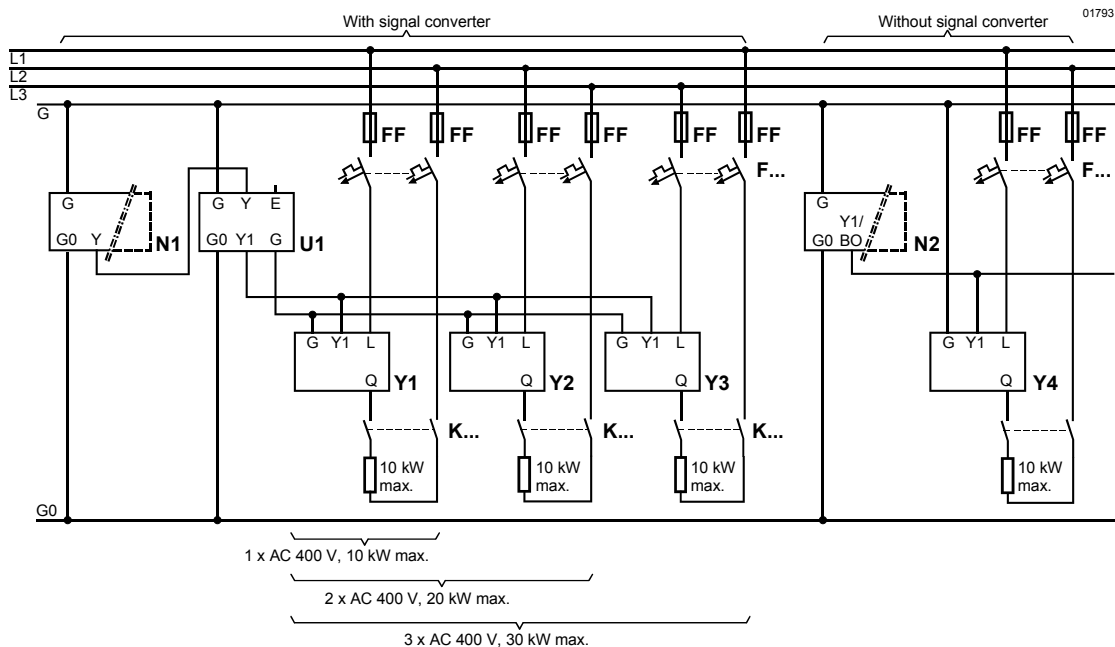 With signal converter
Without signal converter
01793
L1
L2
L3
G
FF
FF
FF
FF
FF
FF
F...
FF
FF
F...
G
G0 Y
N1
G Y E
G0 Y1 G
U1
G
Y1/
G0 BO
N2
G Y1 L
Q
Y1
G Y1 L
Q
Y2
G Y1 L
Q
Y3
G Y1 L
Q
Y4
K...
K...
K...
10 kW
max.
10 kW
max.
10 kW
max.
10 kW
max.
G0
1 x AC 400 V, 10 kW max.
2 x AC 400 V, 20 kW max.
3 x AC 400 V, 30 kW max.